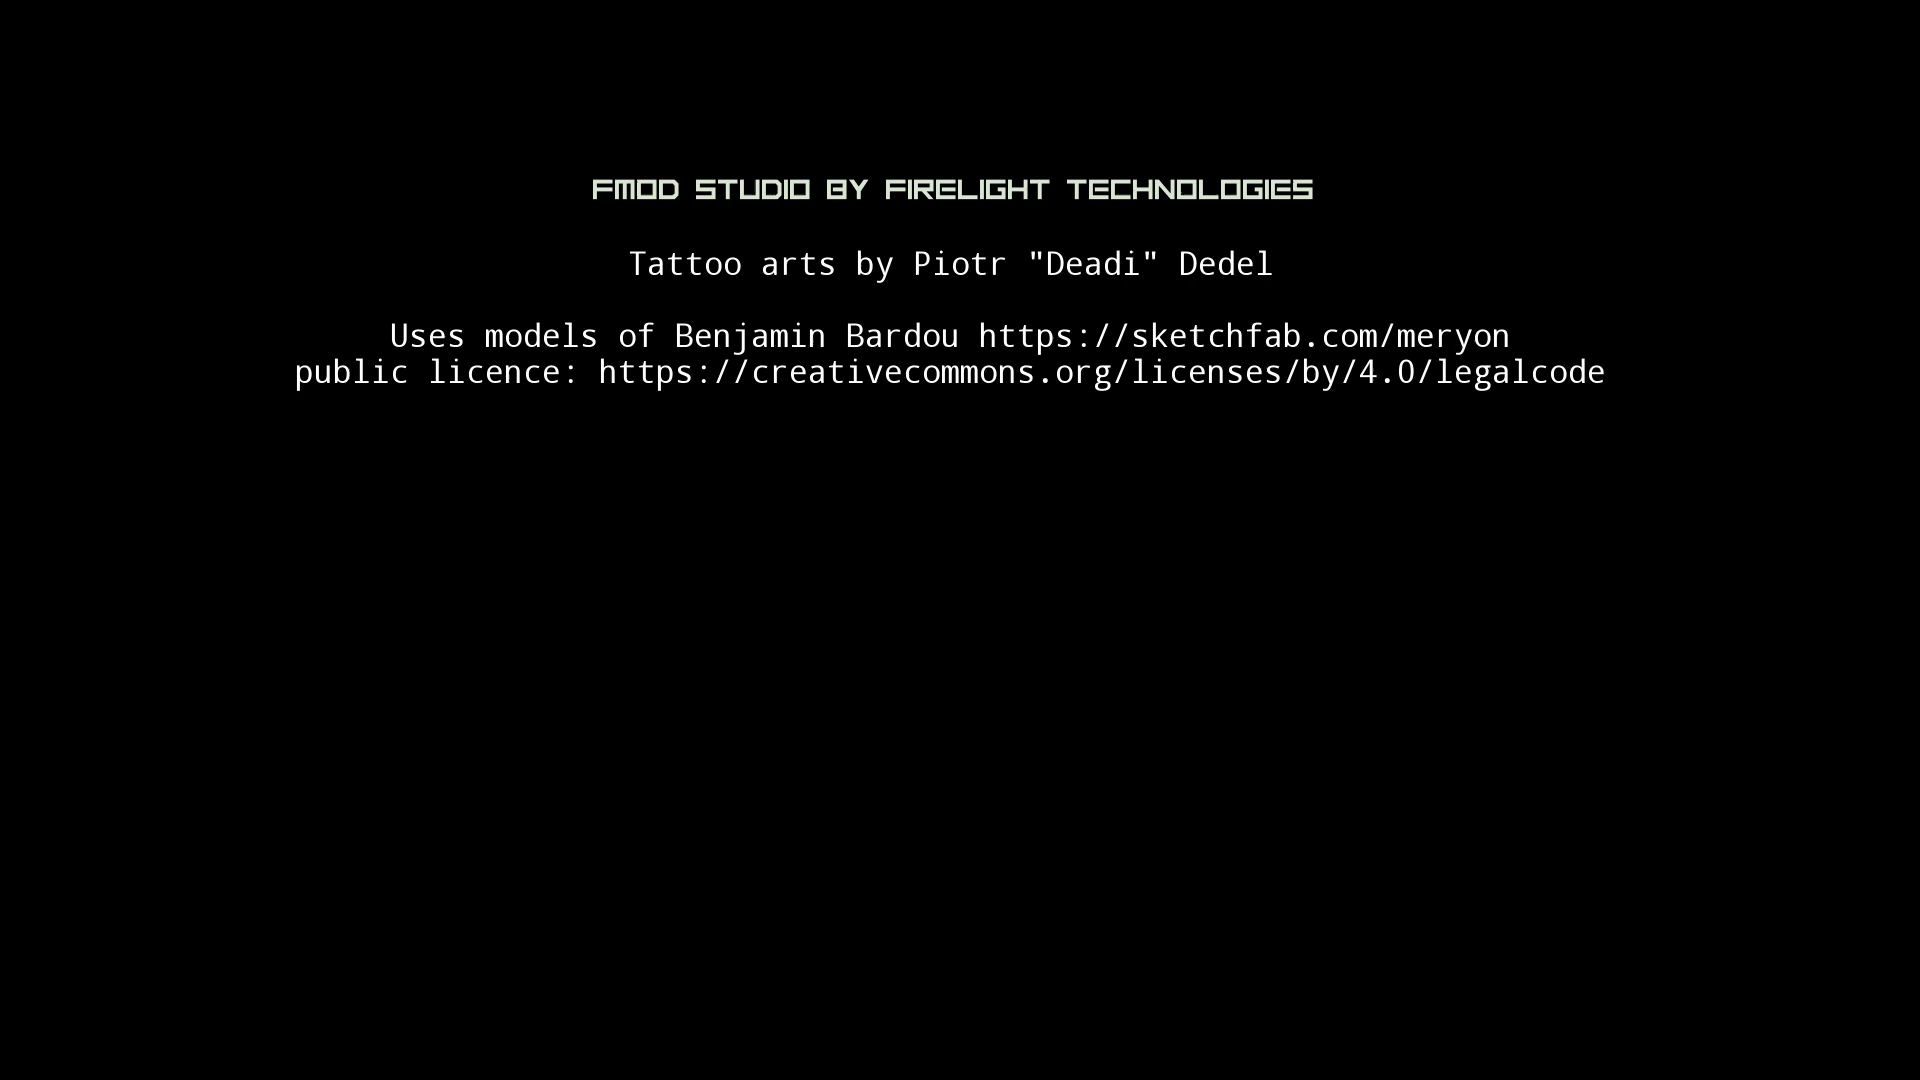 FMOD STUDIO BY FIRELIGHT TECHNOLOGIES
Tattoo arts by Piotr "Deadi" Dedel
Uses models of Benjamin Bardou https://sketchfab.com/meryon
public licence: https://creativecommons.org/licenses/by/4.0/legalcode